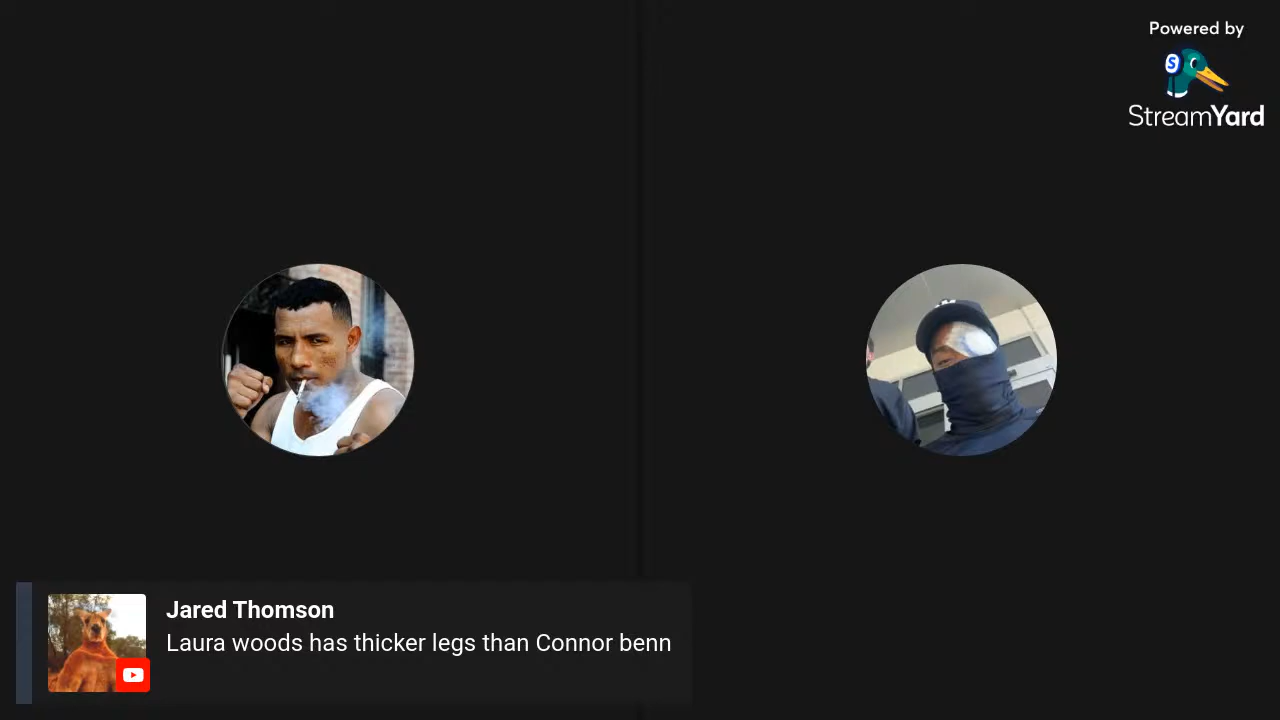 Powered by
S
StreamYard
Jared Thomson
Laura woods has thicker legs than Connor benn